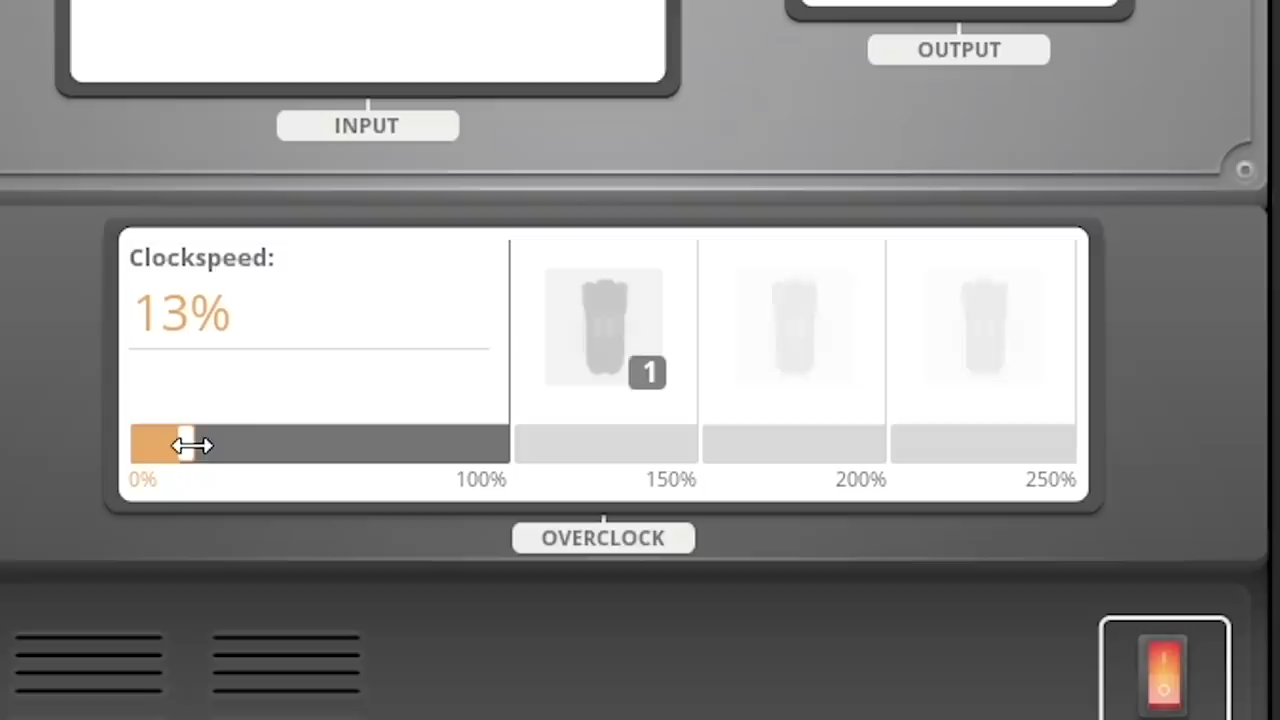 OUTPUT
INPUT
Clockspeed:
13%
1
0% 100% 150% 200% 250%
OVERCLOCK